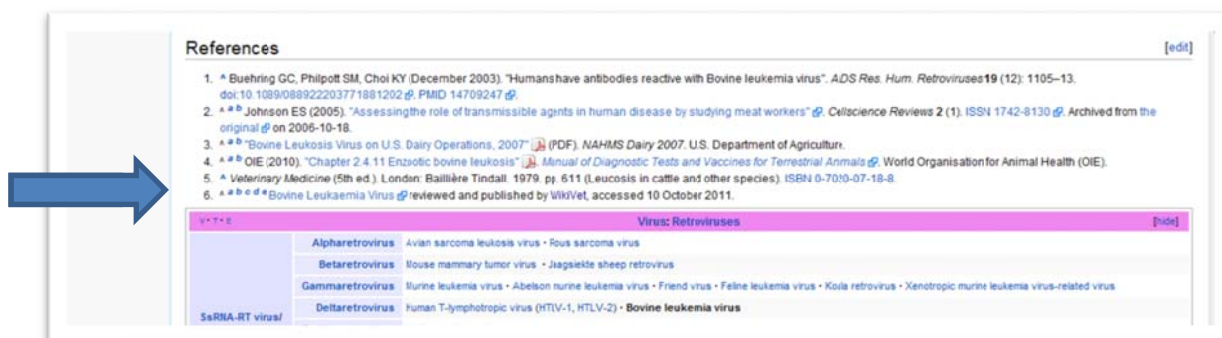 References [edit]
1. ^ Buehring GC, Philpott SM, Choi KY (December 2003). "Humans have antibodies reactive with Bovine leukemia virus". ADS Res. Hum. Retroviruses 19 (12): 1105–13.
doi:10.1089/088922203771881202. PMID 14709247.
2. ^ a b Johnson ES (2005). "Assessing the role of transmissible agents in human disease by studying meat workers". Cellscience Reviews 2 (1). ISSN 1742-8130. Archived from the
original on 2006-10-18.
3. ^ a b "Bovine Leukosis Virus on U.S. Dairy Operations, 2007" (PDF). NAHMS Dairy 2007. U.S. Department of Agriculture.
4. ^ a b OIE (2010). "Chapter 2.4.11 Enzootic bovine leukosis". Manual of Diagnostic Tests and Vaccines for Terrestrial Animals. World Organisation for Animal Health (OIE).
5. ^ Veterinary Medicine (5th ed.). London: Baillière Tindall. 1979. pp. 611 (Leucosis in cattle and other species). ISBN 0-7020-07-18-8.
6. ^ a b c d e Bovine Leukaemia Virus reviewed and published by WikiVet, accessed 10 October 2011.
V • T • E Virus: Retroviruses [hide]
Alpharetrovirus Avian sarcoma leukosis virus • Rous sarcoma virus
Betaretrovirus Mouse mammary tumor virus • Jaagsiekte sheep retrovirus
Gammaretrovirus Murine leukemia virus • Abelson murine leukemia virus • Friend virus • Feline leukemia virus • Koala retrovirus • Xenotropic murine leukemia virus-related virus
Deltaretrovirus Human T-lymphotropic virus (HTLV-1, HTLV-2) • Bovine leukemia virus
SsRNA-RT virus/